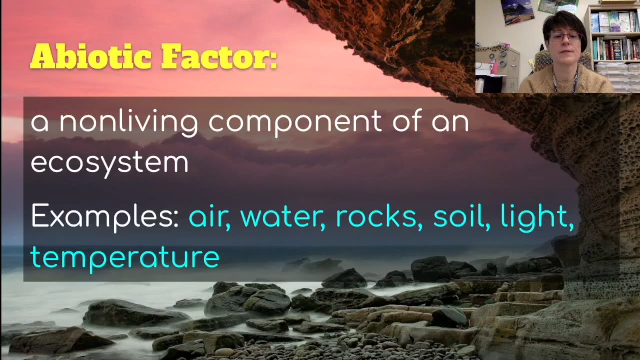 Abiotic Factor:
a nonliving component of an
ecosystem
Examples: air, water, rocks, soil, light,
temperature